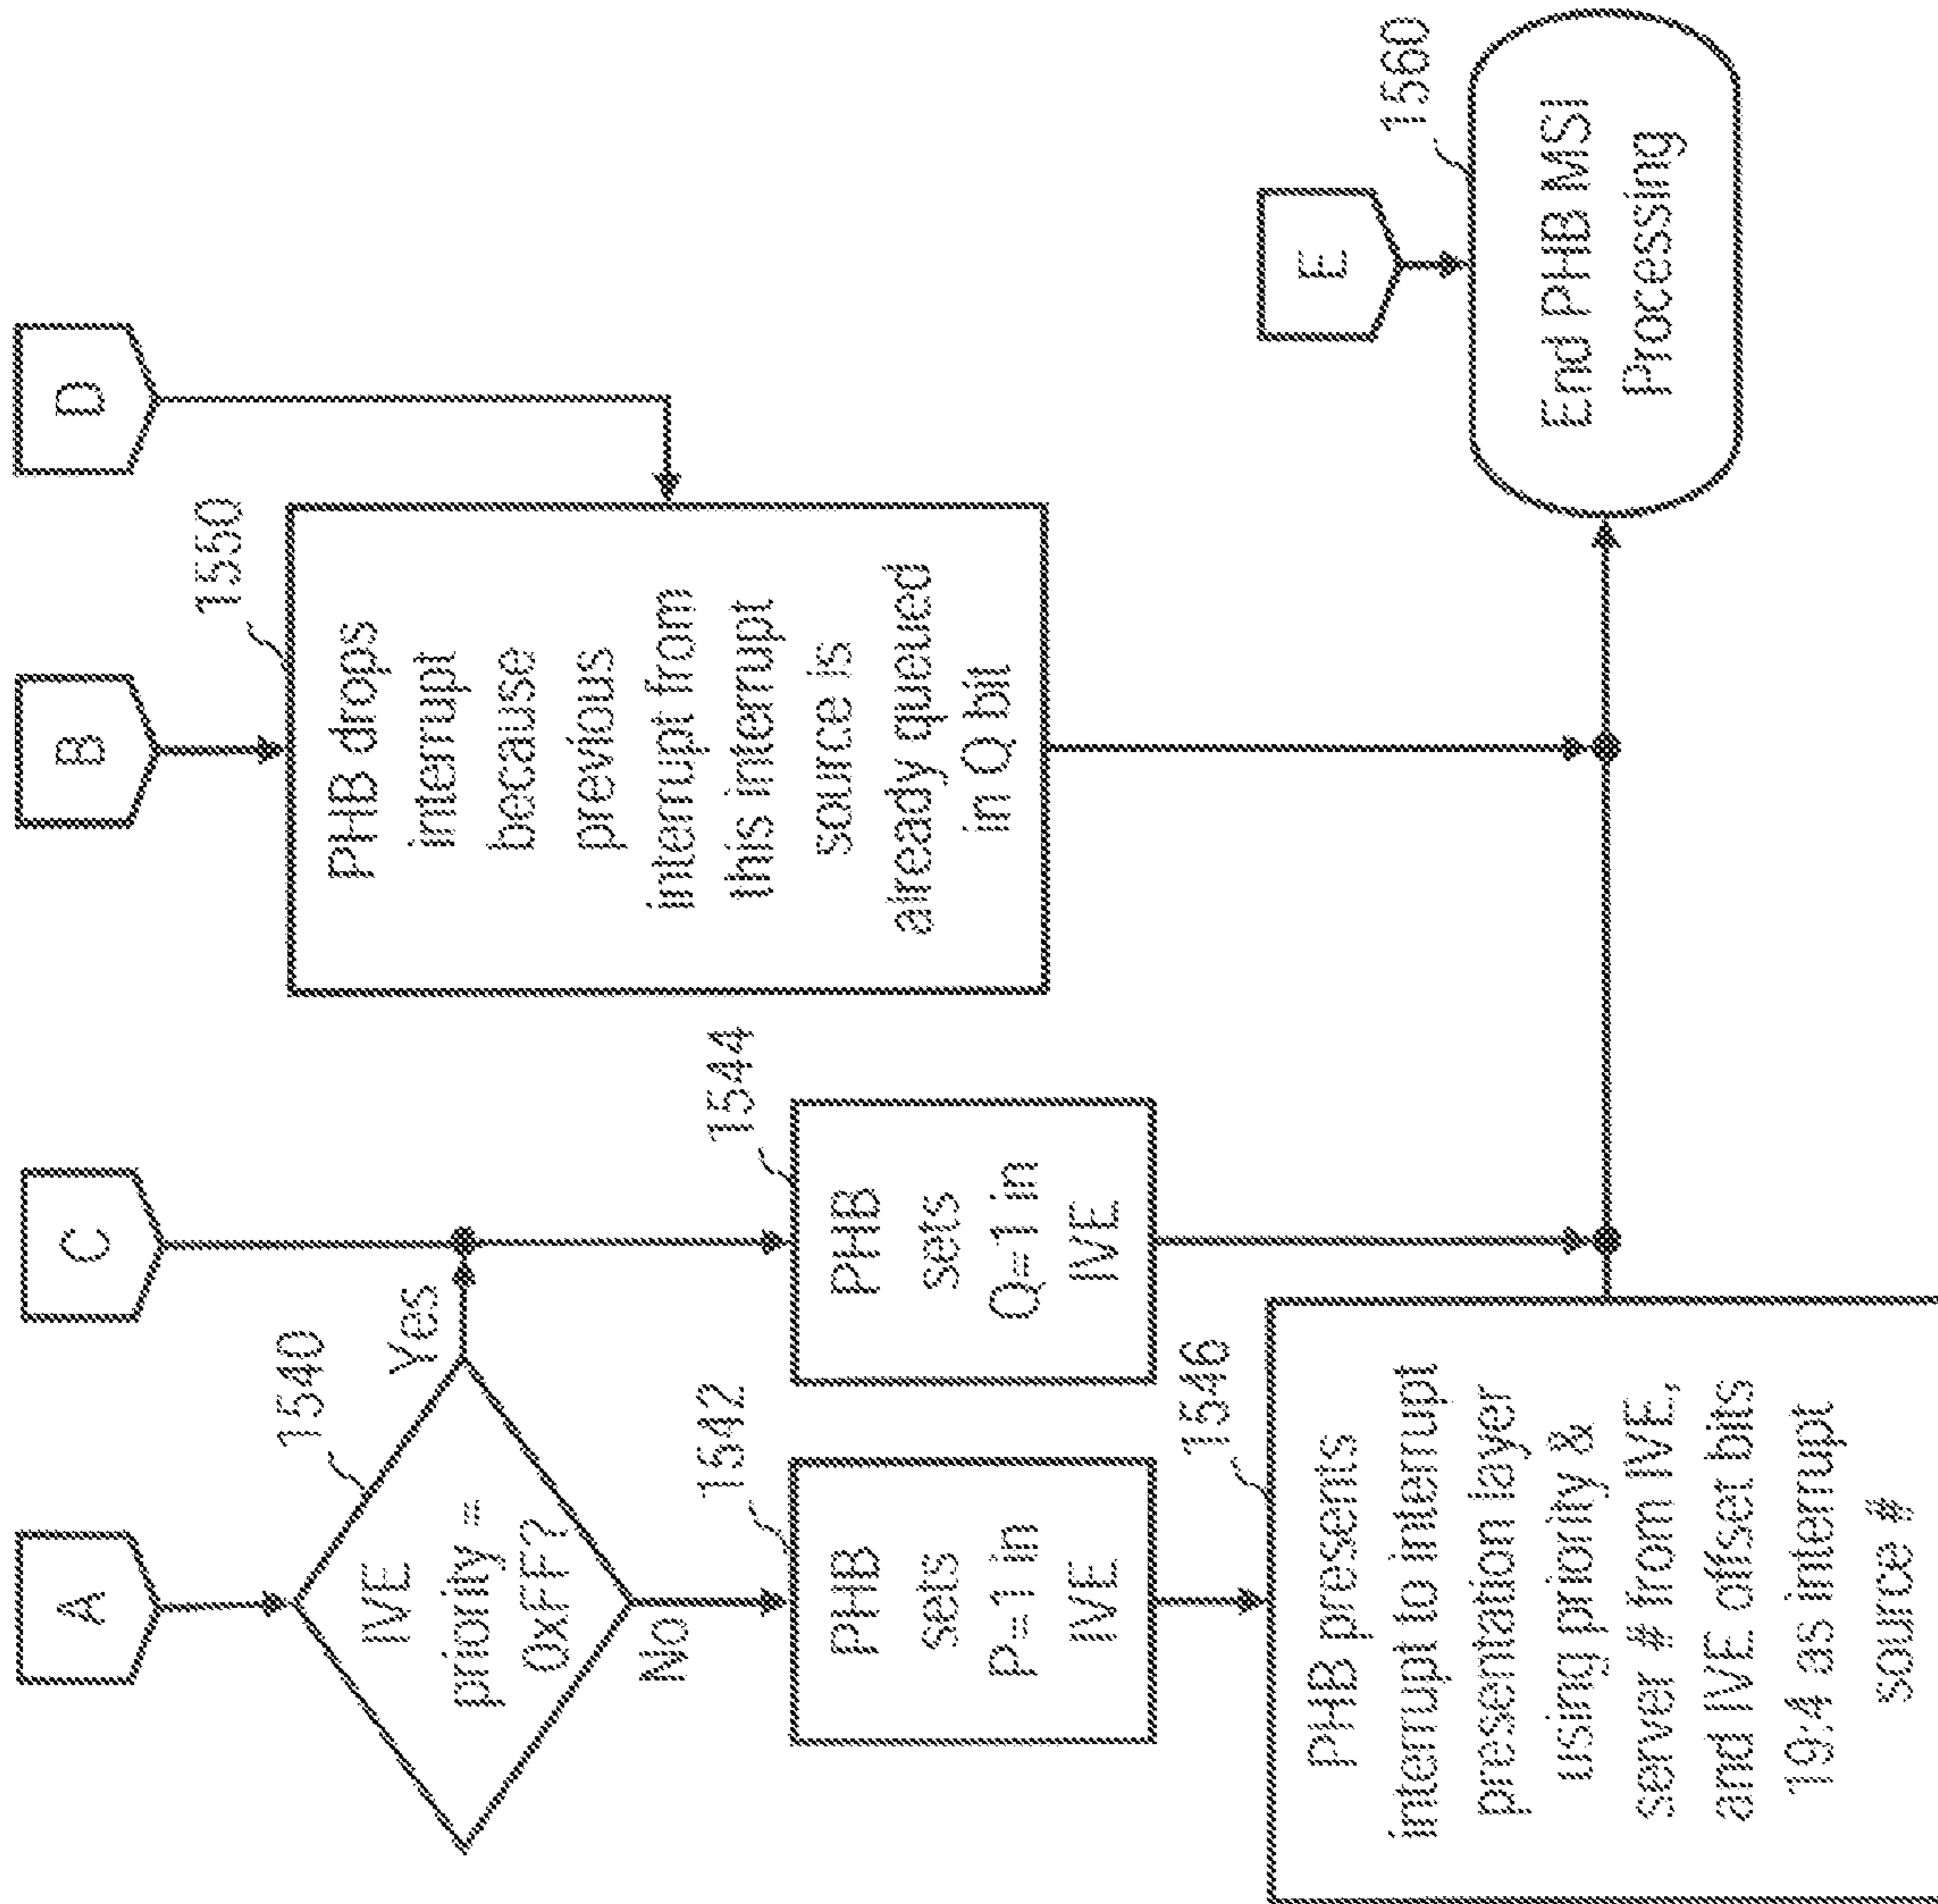 A
C
B
D
1540
IVE
priority =
0xFF?
Yes
No
1542
PHB
sets
P=1 in
IVE
1544
PHB
sets
Q=1 in
IVE
1546
PHB presents
interrupt to interrupt
presentation layer
using priority &
server # from IVE,
and IVE offset bits
19:4 as interrupt
source #
1550
PHB drops
interrupt
because
previous
interrupt from
this interrupt
source is
already queued
in Q bit
E
1560
End PHB MSI
Processing